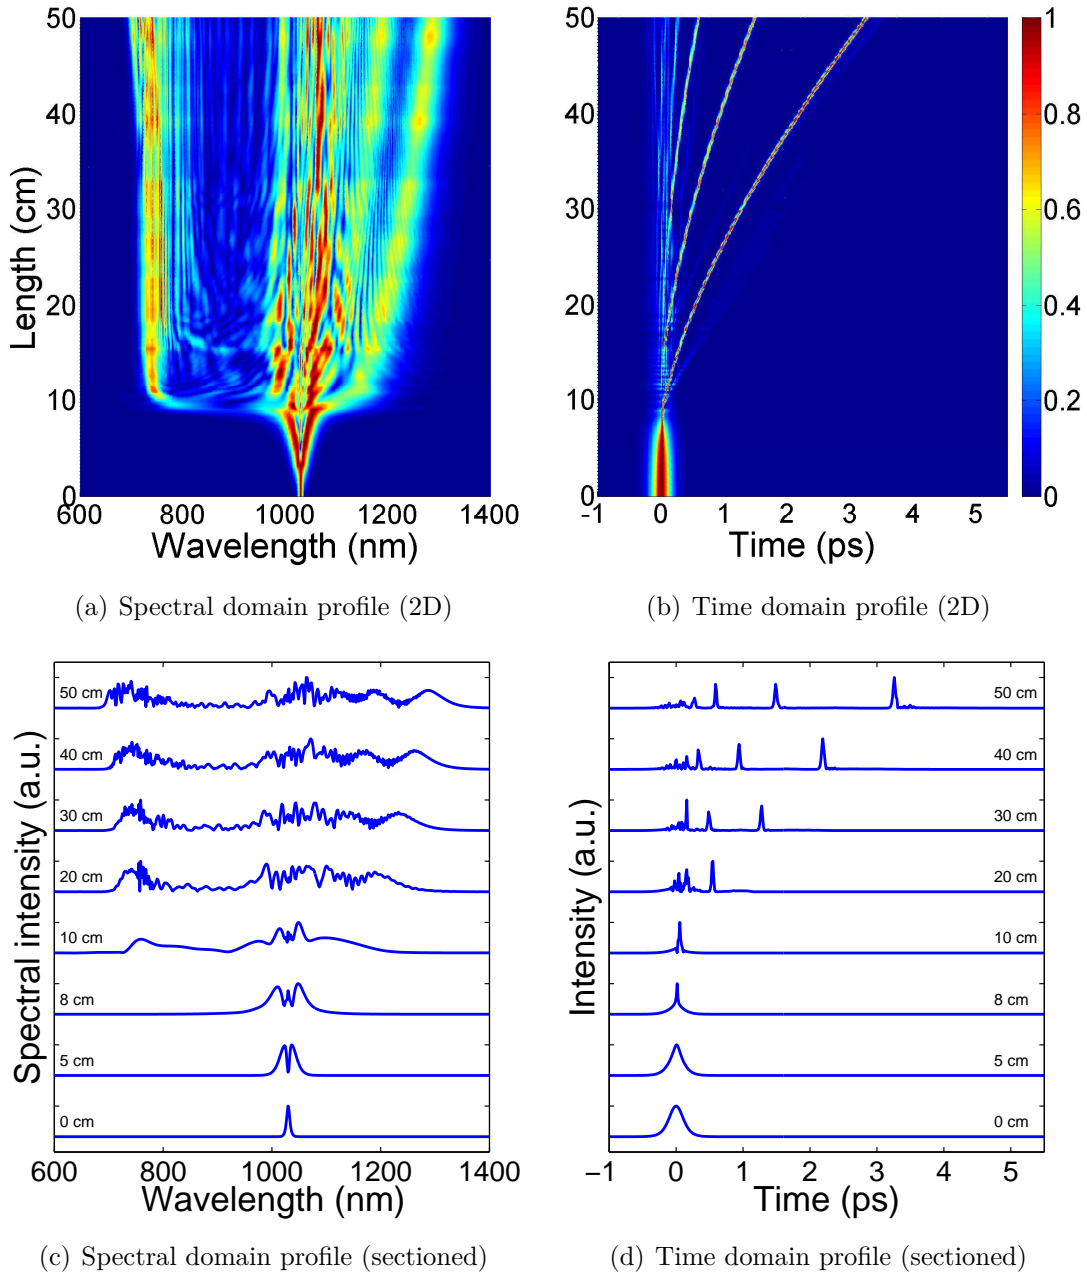 50
40
30
20
10
0
Length (cm)
600 800 1000 1200 1400
Wavelength (nm)
(a) Spectral domain profile (2D)
50
40
30
20
10
0
-1 0 1 2 3 4 5
Time (ps)
1
0.8
0.6
0.4
0.2
0
(b) Time domain profile (2D)
Spectral intensity (a.u.)
50 cm
40 cm
30 cm
20 cm
10 cm
8 cm
5 cm
0 cm
600 800 1000 1200 1400
Wavelength (nm)
(c) Spectral domain profile (sectioned)
Intensity (a.u.)
50 cm
40 cm
30 cm
20 cm
10 cm
8 cm
5 cm
0 cm
−1 0 1 2 3 4 5
Time (ps)
(d) Time domain profile (sectioned)